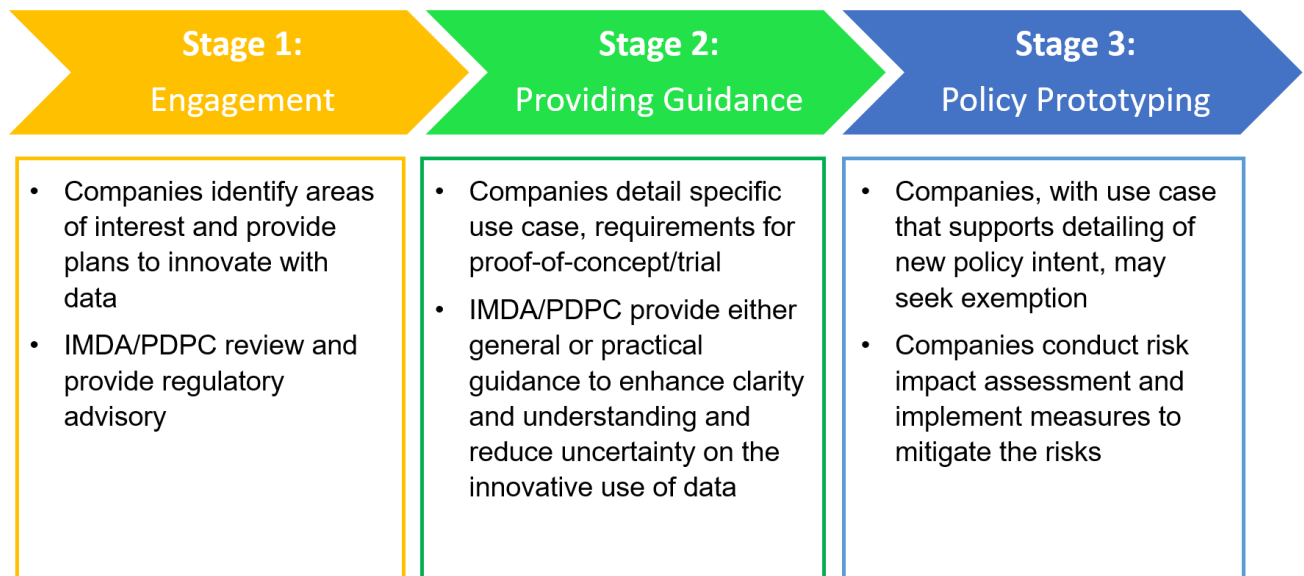 Stage 1:
Engagement
Stage 2:
Providing Guidance
Stage 3:
Policy Prototyping
• Companies identify areas
of interest and provide
plans to innovate with
data
• IMDA/PDPC review and
provide regulatory
advisory
• Companies detail specific
use case, requirements for
proof-of-concept/trial
• IMDA/PDPC provide either
general or practical
guidance to enhance clarity
and understanding and
reduce uncertainty on the
innovative use of data
• Companies, with use case
that supports detailing of
new policy intent, may
seek exemption
• Companies conduct risk
impact assessment and
implement measures to
mitigate the risks